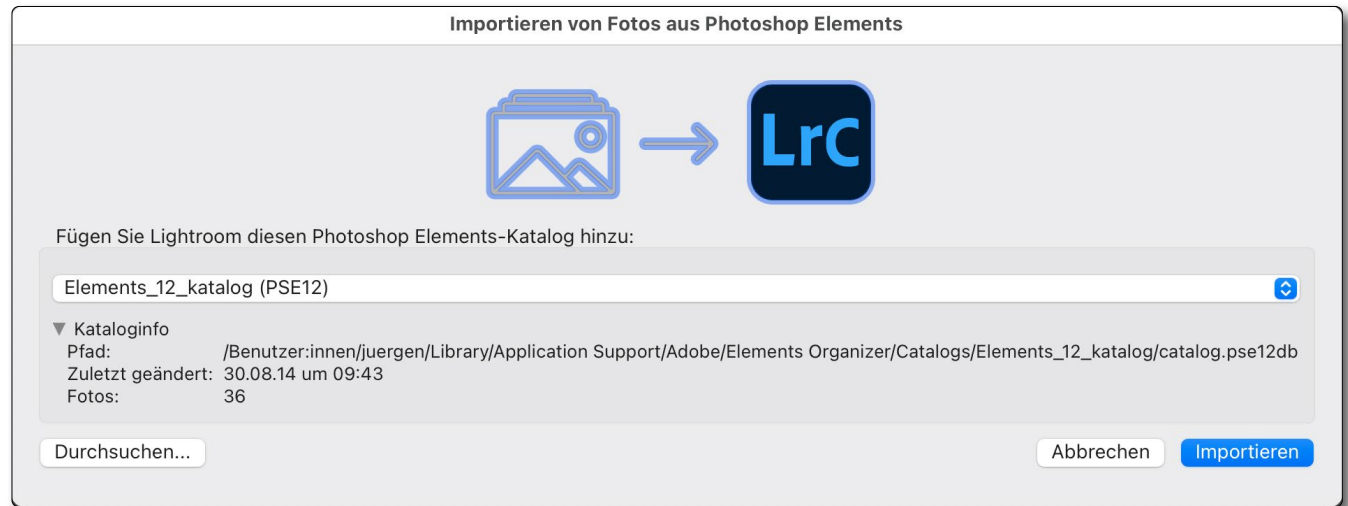 Importieren von Fotos aus Photoshop Elements
LrC
Fügen Sie Lightroom diesen Photoshop Elements-Katalog hinzu:
Elements_12_katalog (PSE12)
Kataloginfo
Pfad: /Benutzer:innen/juergen/Library/Application Support/Adobe/Elements Organizer/Catalogs/Elements_12_katalog/catalog.pse12db
Zuletzt geändert: 30.08.14 um 09:43
Fotos: 36
Durchsuchen... Abbrechen Importieren